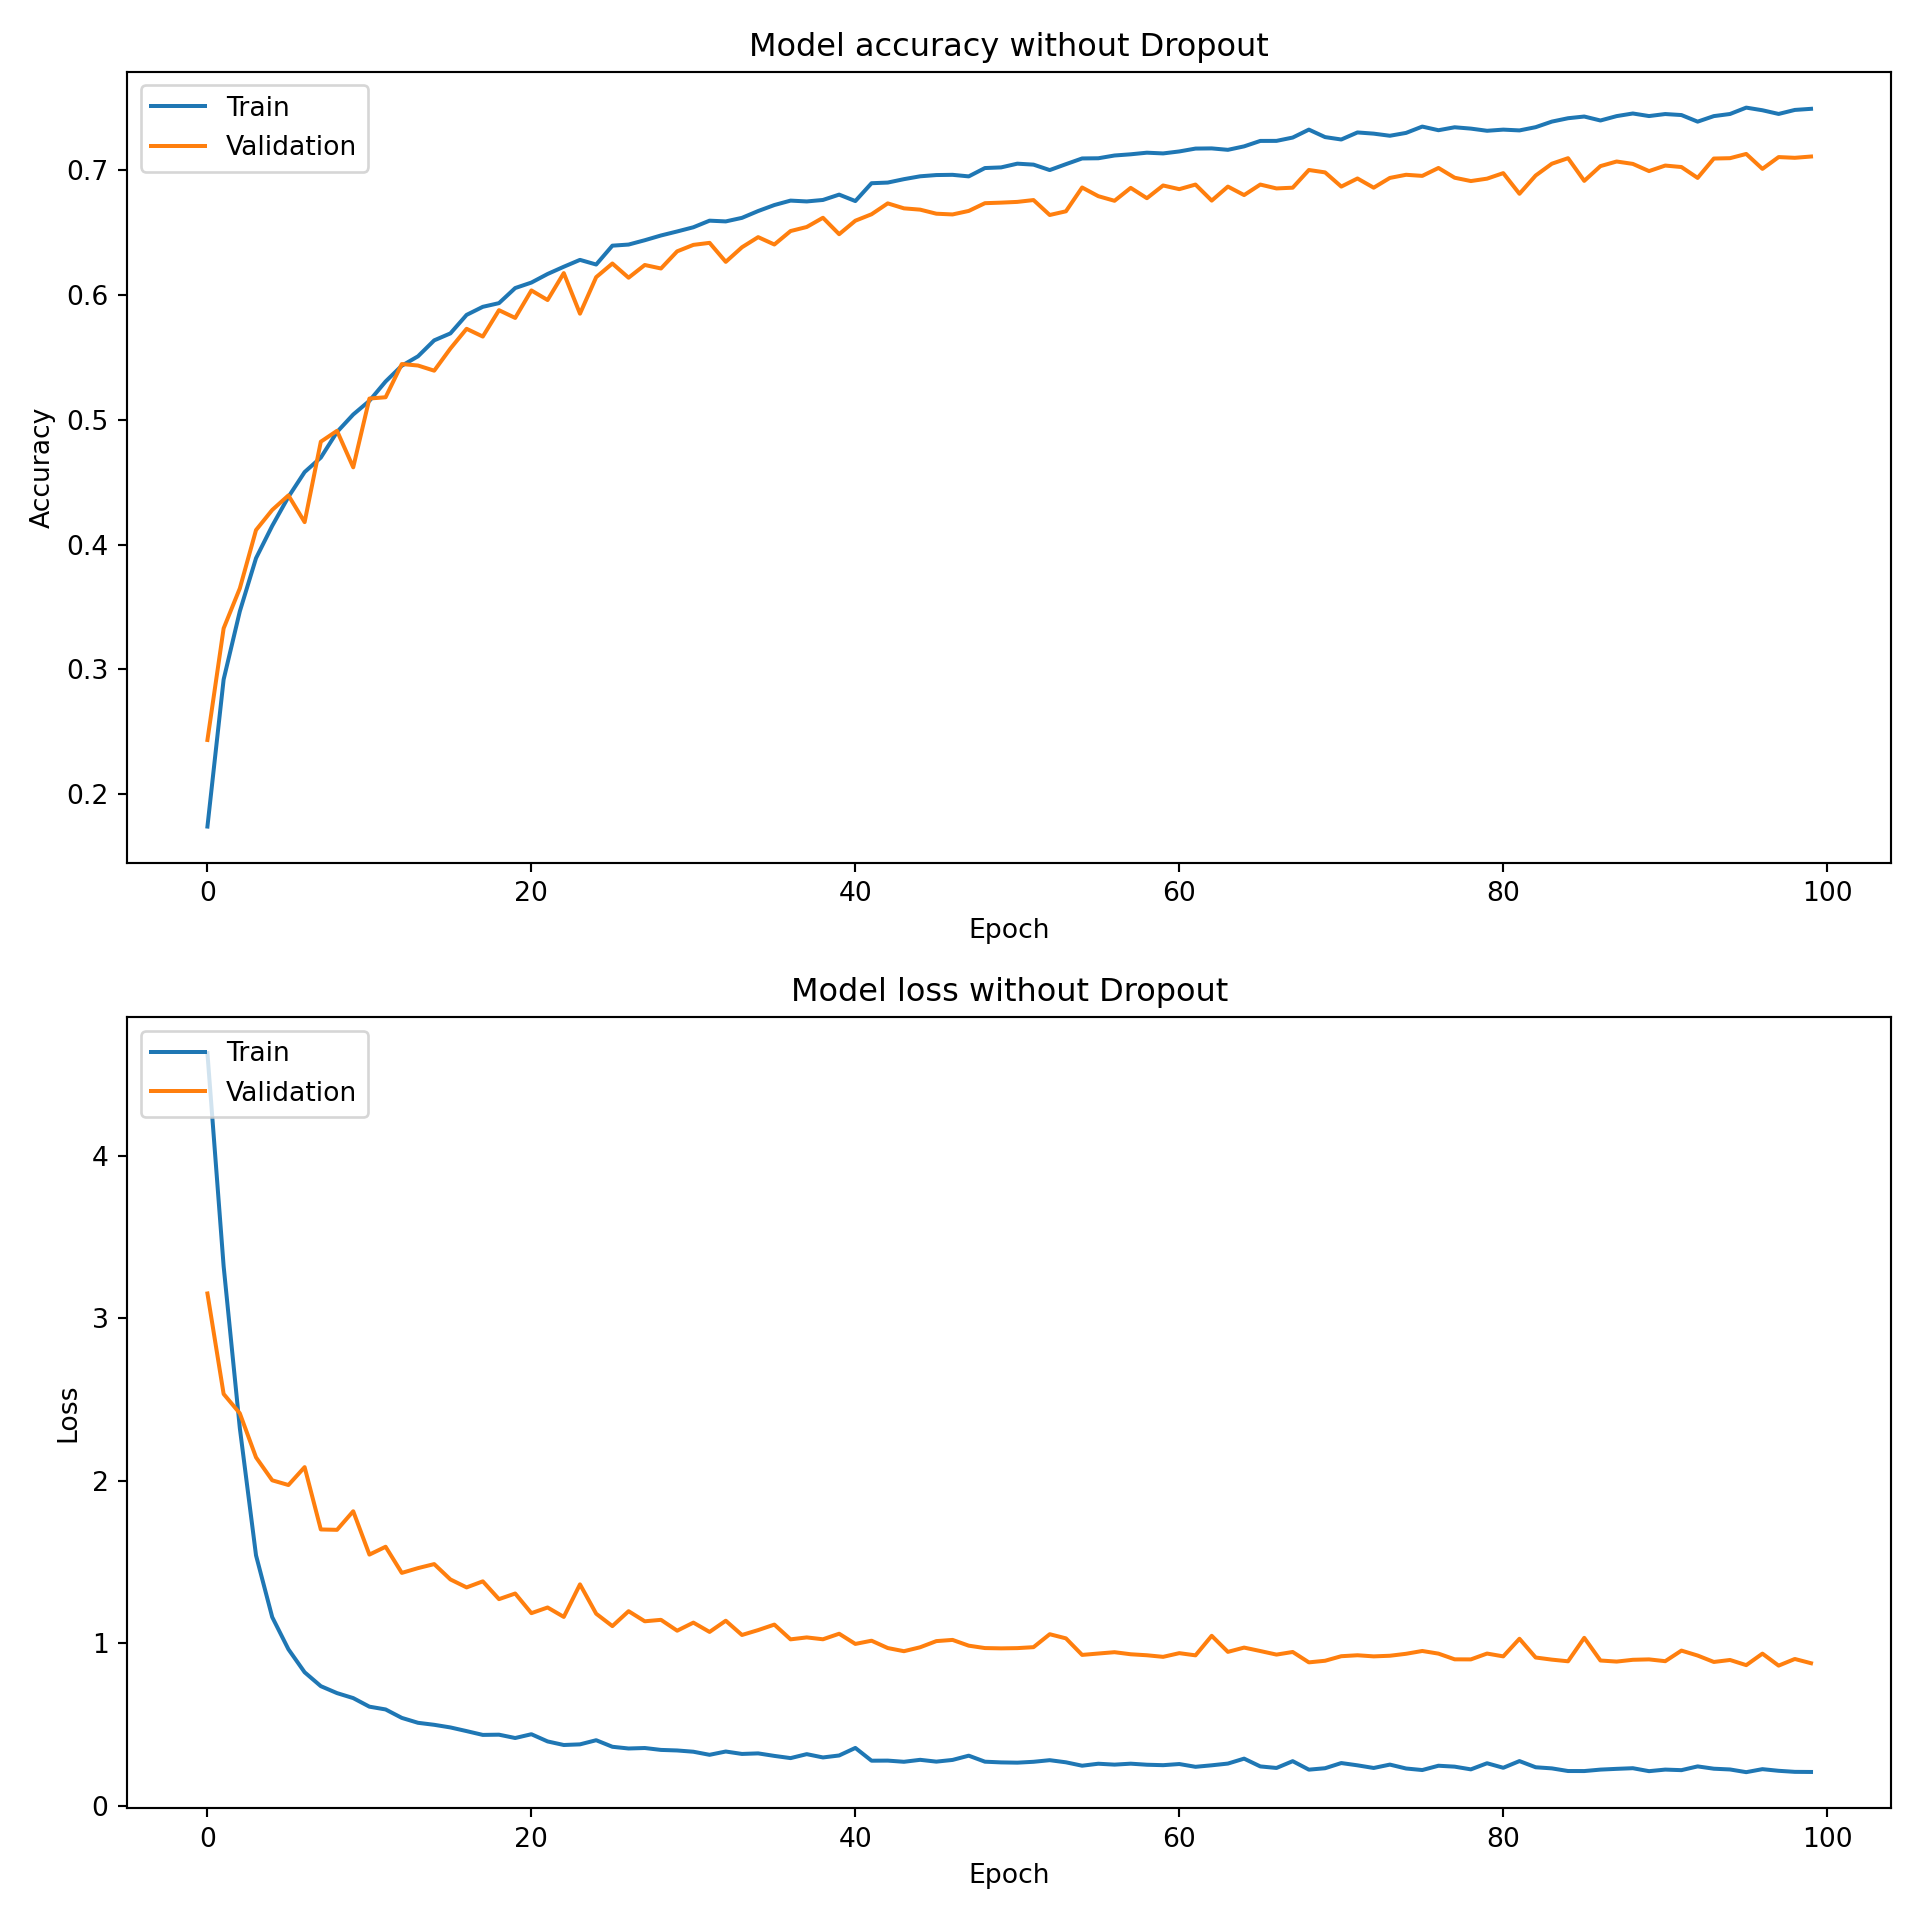 Model accuracy without Dropout
Train
Validation
0.7
0.6
0.5
0.4
0.3
0.2
Accuracy
0 20 40 60 80 100
Epoch
Model loss without Dropout
Train
Validation
4
3
2
1
0
Loss
0 20 40 60 80 100
Epoch